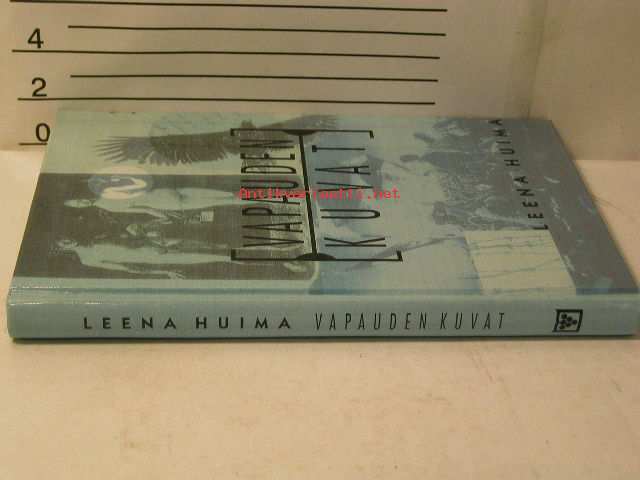 4
2
0
[VAPAUDEN]
[KUVAT]
LEENA HUIMA
Antikvariaatti.net
LEENA HUIMA VAPAUDEN KUVAT